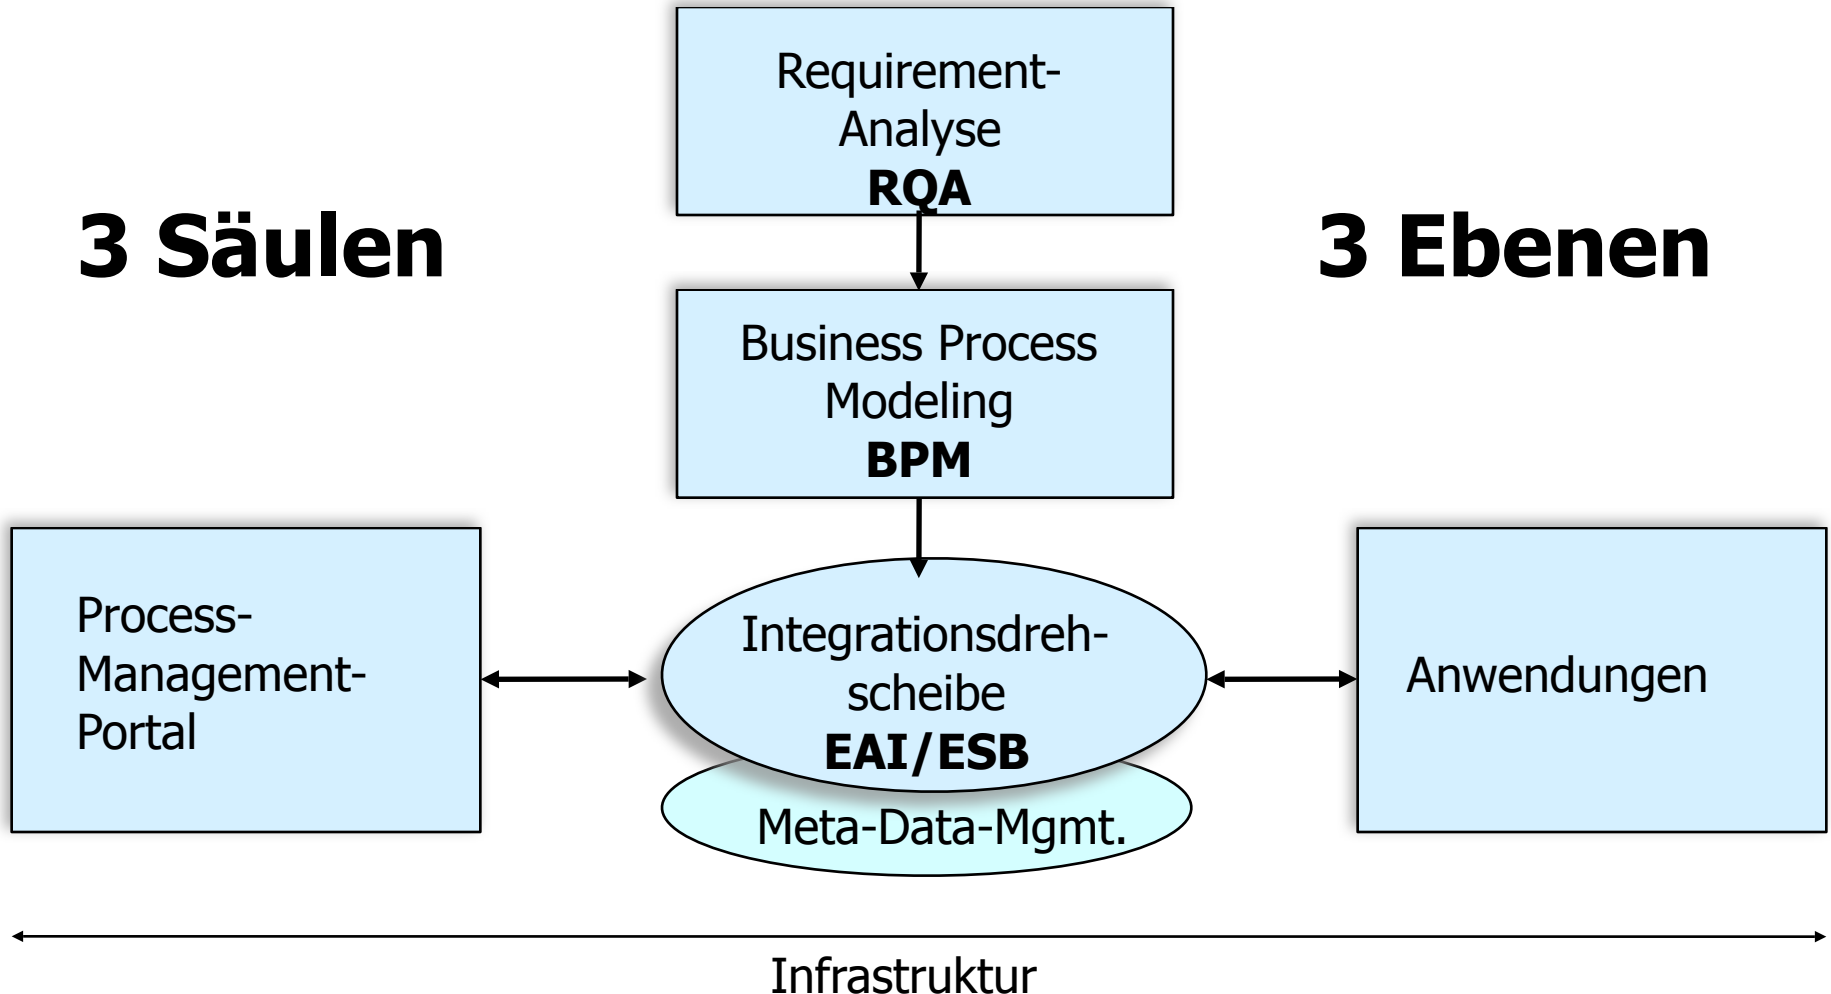 Requirement-
Analyse
RQA
3 Säulen
3 Ebenen
Business Process
Modeling
BPM
Process-
Management-
Portal
Integrationsdreh-
scheibe
EAI/ESB
Anwendungen
Meta-Data-Mgmt.
Infrastruktur